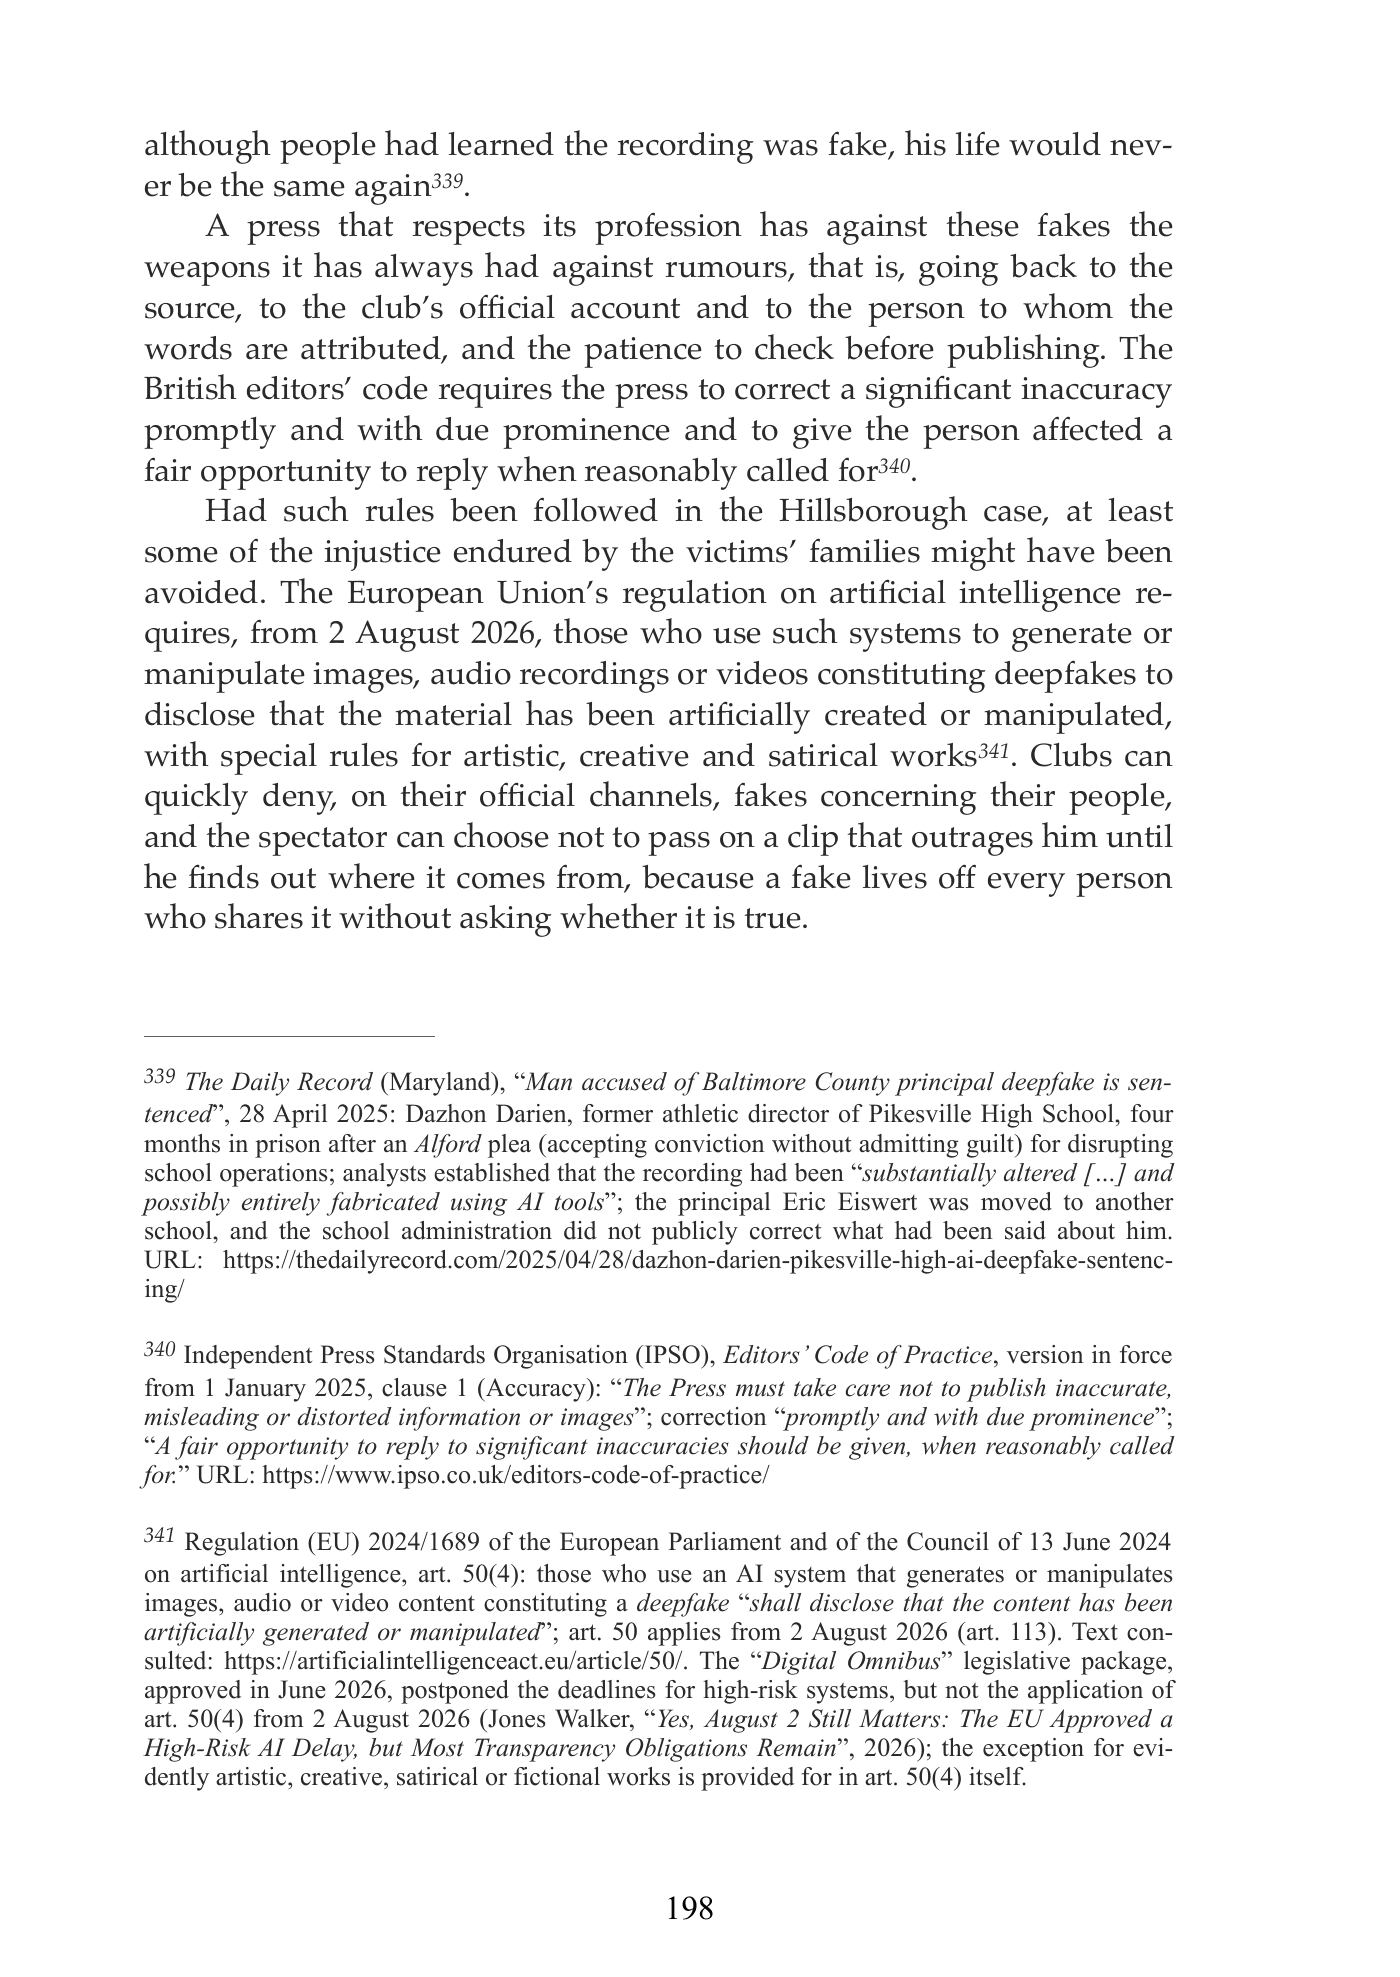 although people had learned the recording was fake, his life would nev-
er be the same again339.
A press that respects its profession has against these fakes the
weapons it has always had against rumours, that is, going back to the
source, to the club’s official account and to the person to whom the
words are attributed, and the patience to check before publishing. The
British editors’ code requires the press to correct a significant inaccuracy
promptly and with due prominence and to give the person affected a
fair opportunity to reply when reasonably called for340.
Had such rules been followed in the Hillsborough case, at least
some of the injustice endured by the victims’ families might have been
avoided. The European Union’s regulation on artificial intelligence re-
quires, from 2 August 2026, those who use such systems to generate or
manipulate images, audio recordings or videos constituting deepfakes to
disclose that the material has been artificially created or manipulated,
with special rules for artistic, creative and satirical works341. Clubs can
quickly deny, on their official channels, fakes concerning their people,
and the spectator can choose not to pass on a clip that outrages him until
he finds out where it comes from, because a fake lives off every person
who shares it without asking whether it is true.
339 The Daily Record (Maryland), “Man accused of Baltimore County principal deepfake is sen-
tenced”, 28 April 2025: Dazhon Darien, former athletic director of Pikesville High School, four
months in prison after an Alford plea (accepting conviction without admitting guilt) for disrupting
school operations; analysts established that the recording had been “substantially altered [...] and
possibly entirely fabricated using AI tools”; the principal Eric Eiswert was moved to another
school, and the school administration did not publicly correct what had been said about him.
URL: https://thedailyrecord.com/2025/04/28/dazhon-darien-pikesville-high-ai-deepfake-sentenc-
ing/
340 Independent Press Standards Organisation (IPSO), Editors’ Code of Practice, version in force
from 1 January 2025, clause 1 (Accuracy): “The Press must take care not to publish inaccurate,
misleading or distorted information or images”; correction “promptly and with due prominence”;
“A fair opportunity to reply to significant inaccuracies should be given, when reasonably called
for.” URL: https://www.ipso.co.uk/editors-code-of-practice/
341 Regulation (EU) 2024/1689 of the European Parliament and of the Council of 13 June 2024
on artificial intelligence, art. 50(4): those who use an AI system that generates or manipulates
images, audio or video content constituting a deepfake “shall disclose that the content has been
artificially generated or manipulated”; art. 50 applies from 2 August 2026 (art. 113). Text con-
sulted: https://artificialintelligenceact.eu/article/50/. The “Digital Omnibus” legislative package,
approved in June 2026, postponed the deadlines for high-risk systems, but not the application of
art. 50(4) from 2 August 2026 (Jones Walker, “Yes, August 2 Still Matters: The EU Approved a
High-Risk AI Delay, but Most Transparency Obligations Remain”, 2026); the exception for evi-
dently artistic, creative, satirical or fictional works is provided for in art. 50(4) itself.
198